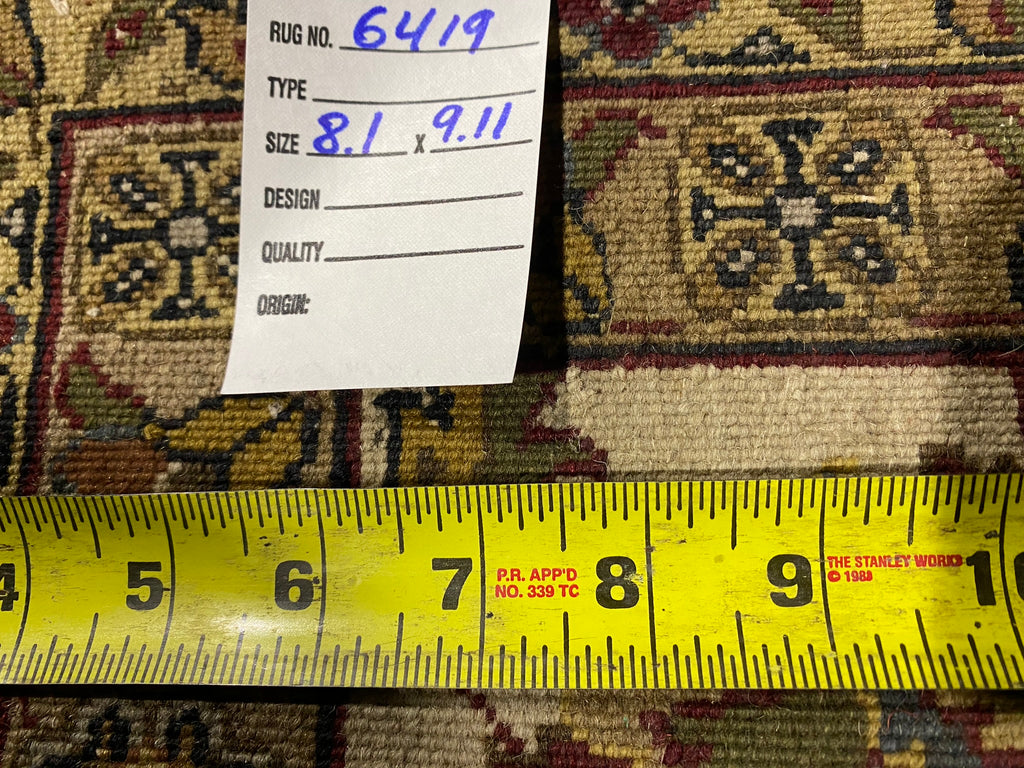 RUG NO. 6419
TYPE
SIZE 8.1 X 9.11
DESIGN
QUALITY
ORIGIN:
4 5 6 7 8 9 10
P.R. APP'D
NO. 339 TC
THE STANLEY WORKS